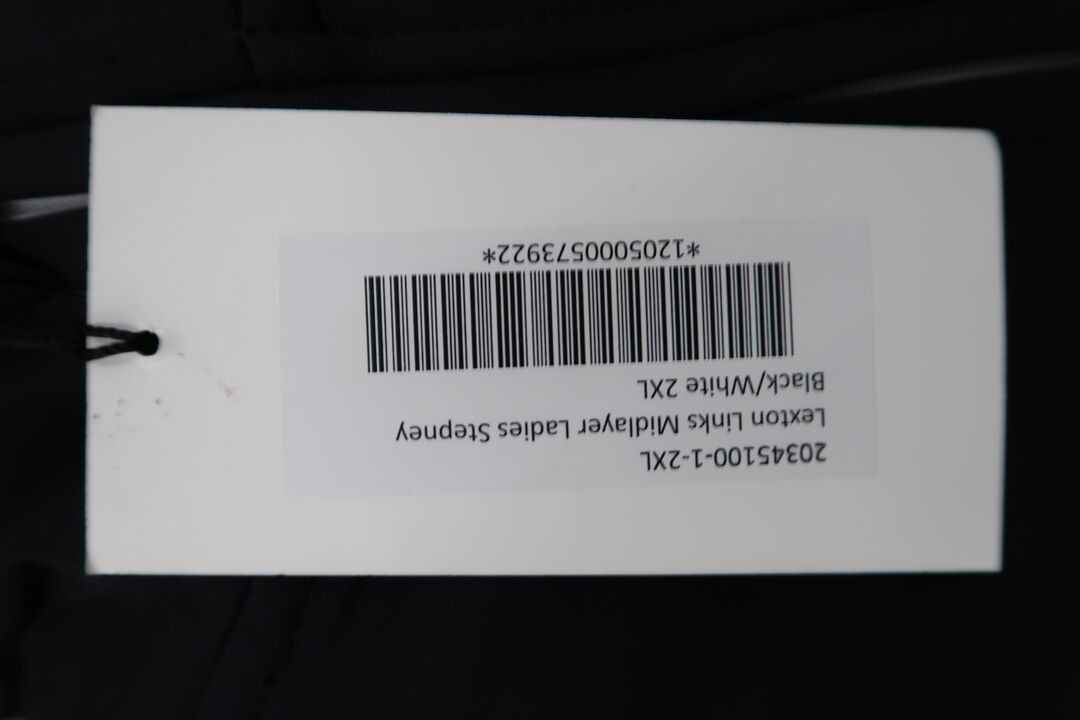 20345100-1-2XL
Lexton Links Midlayer Ladies Stepney
Black/White 2XL
*1205000573922*